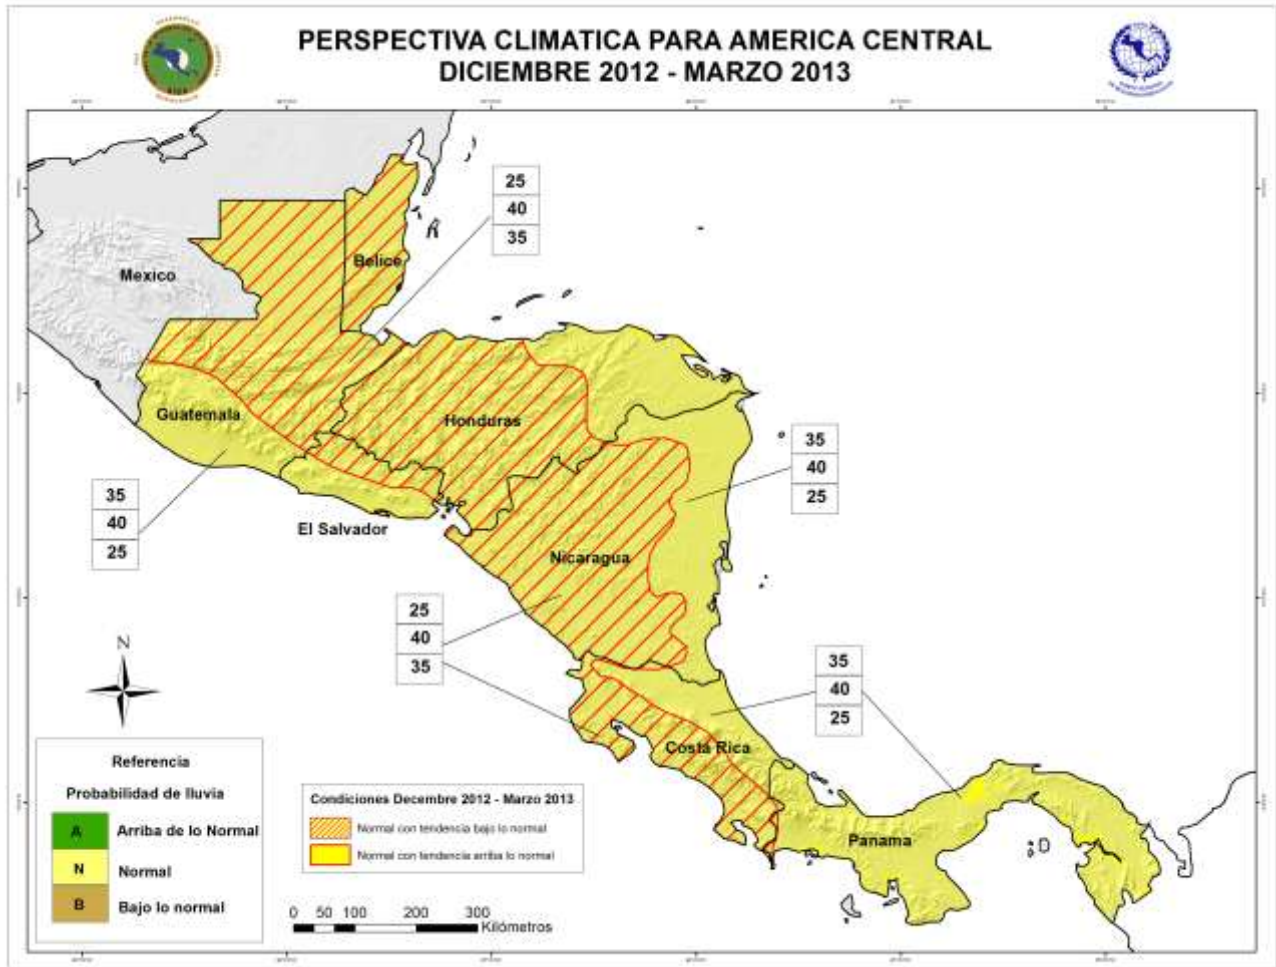 PERSPECTIVA CLIMATICA PARA AMERICA CENTRAL
DICIEMBRE 2012 - MARZO 2013
25
40
35
Mexico
Belice
Guatemala
Honduras
35
40
25
35
40
25
El Salvador
Nicaragua
25
40
35
N
35
40
25
Costa Rica
Panama
Referencia
Probabilidad de lluvia
A Arriba de lo Normal
N Normal
B Bajo lo normal
Condiciones Decembre 2012 - Marzo 2013
Normal con tendencia bajo lo normal
Normal con tendencia arriba lo normal
0 50 100 200 300
Kilómetros